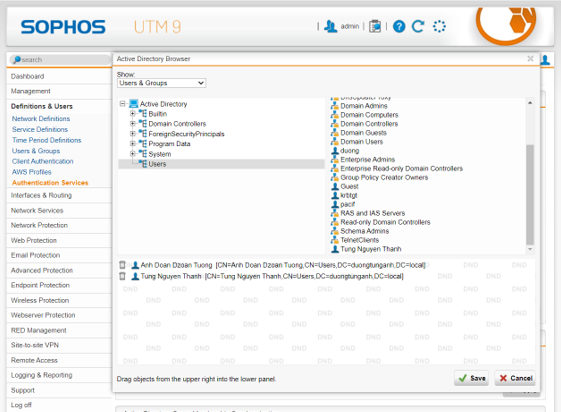 SOPHOS UTM 9
admin
search
Dashboard
Management
Definitions & Users
Network Definitions
Service Definitions
Time Period Definitions
Users & Groups
Client Authentication
AWS Profiles
Authentication Services
Interfaces & Routing
Network Services
Network Protection
Web Protection
Email Protection
Advanced Protection
Endpoint Protection
Wireless Protection
Webserver Protection
RED Management
Site-to-site VPN
Remote Access
Logging & Reporting
Support
Log off
Active Directory Browser
Show:
Users & Groups
Active Directory
Builtin
Domain Controllers
ForeignSecurityPrincipals
Program Data
System
Users
Domain Admins
Domain Computers
Domain Controllers
Domain Guests
Domain Users
duong
Enterprise Admins
Enterprise Read-only Domain Controllers
Group Policy Creator Owners
Guest
krbtgt
pacif
RAS and IAS Servers
Read-only Domain Controllers
Schema Admins
TelnetClients
Tung Nguyen Thanh
Anh Doan Dzoan Tuong [CN=Anh Doan Dzoan Tuong,CN=Users,DC=duongtunganh,DC=local]
Tung Nguyen Thanh [CN=Tung Nguyen Thanh,CN=Users,DC=duongtunganh,DC=local]
Drag objects from the upper right into the lower panel.
Save
Cancel